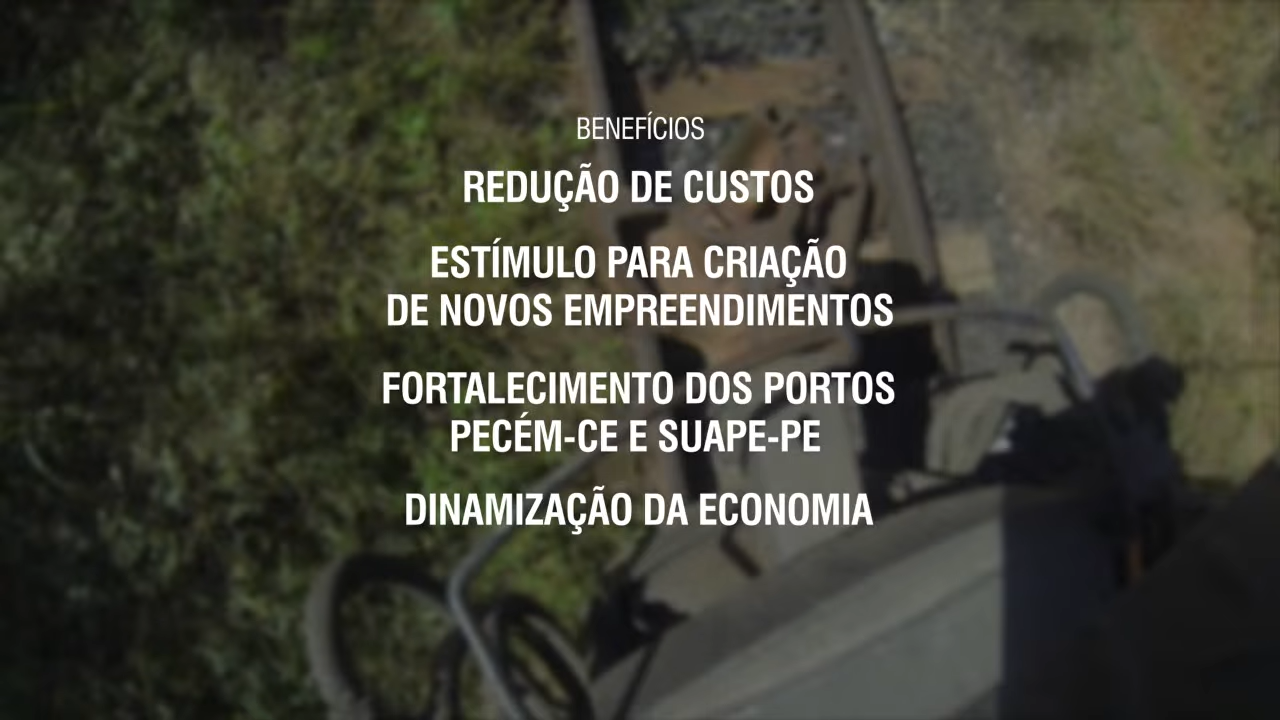 BENEFÍCIOS
REDUÇÃO DE CUSTOS
ESTÍMULO PARA CRIAÇÃO
DE NOVOS EMPREENDIMENTOS
FORTALECIMENTO DOS PORTOS
PECÉM-CE E SUAPE-PE
DINAMIZAÇÃO DA ECONOMIA